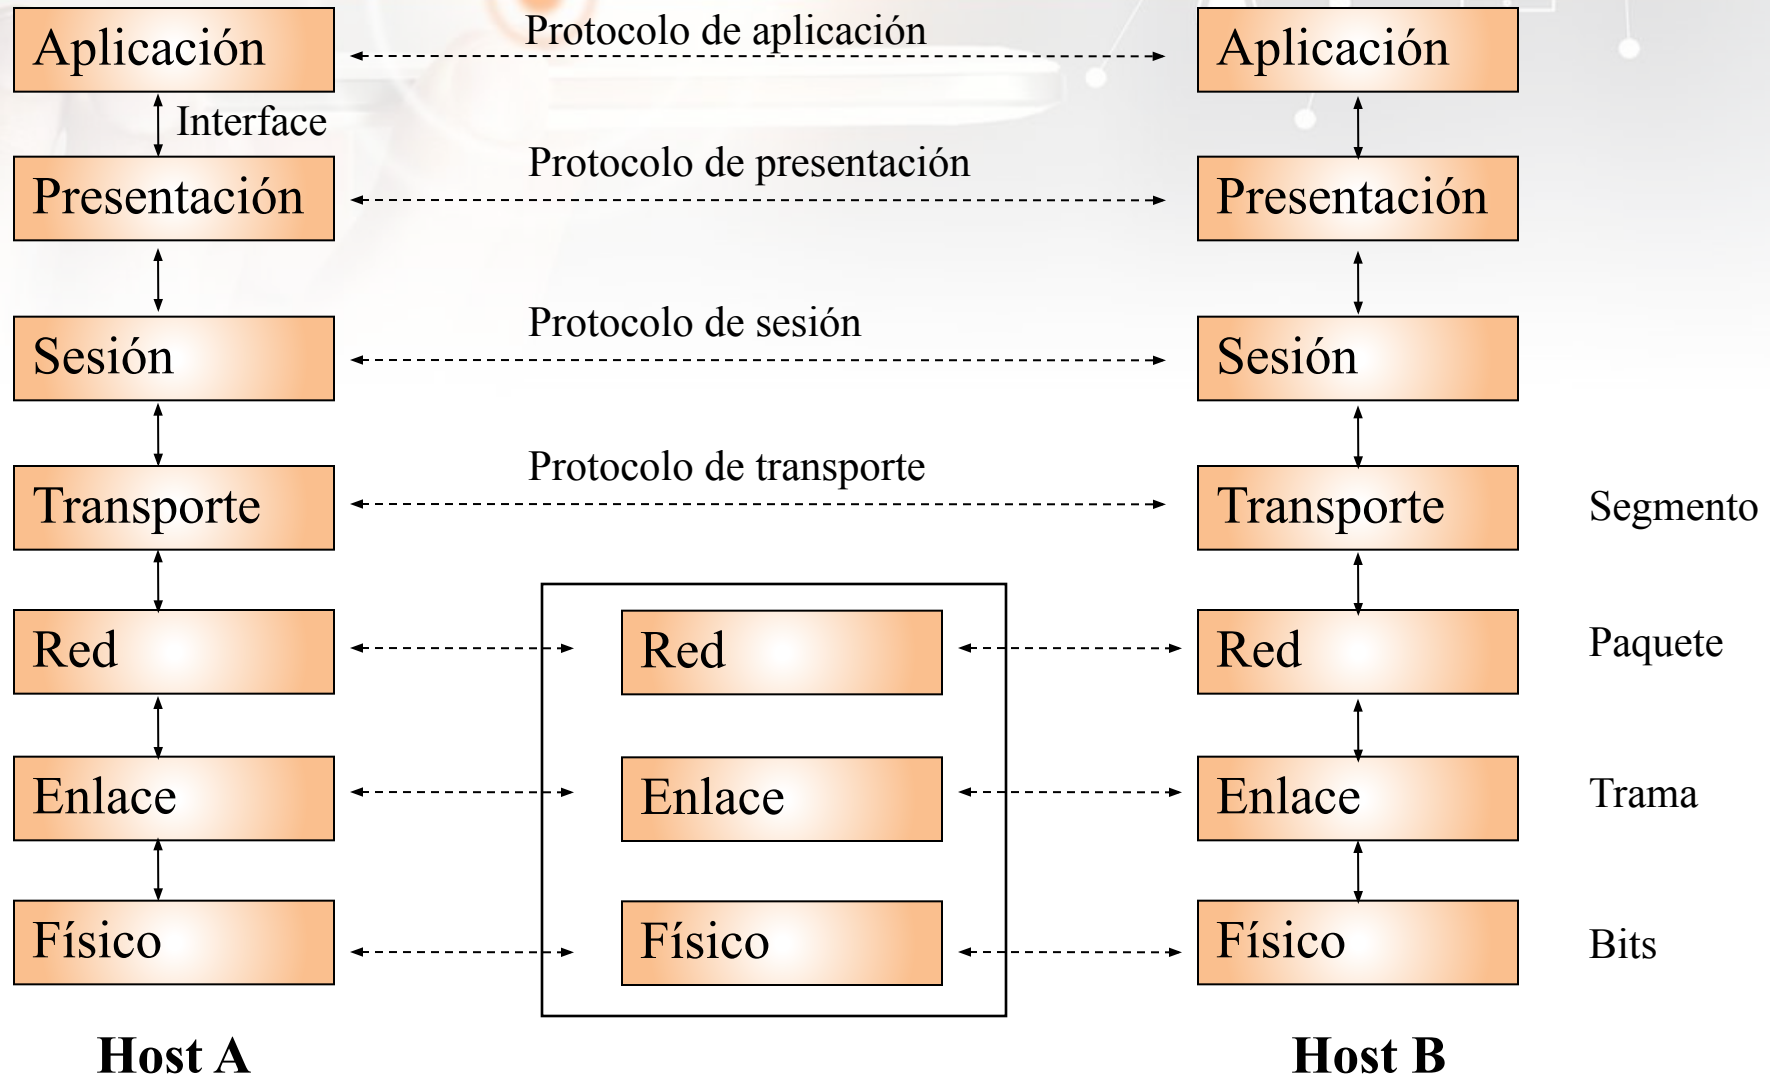 Aplicación
Protocolo de aplicación
Aplicación
Interface
Protocolo de presentación
Presentación
Presentación
Protocolo de sesión
Sesión
Sesión
Protocolo de transporte
Transporte
Transporte
Segmento
Red
Red
Red
Paquete
Enlace
Enlace
Enlace
Trama
Físico
Físico
Físico
Bits
Host A
Host B